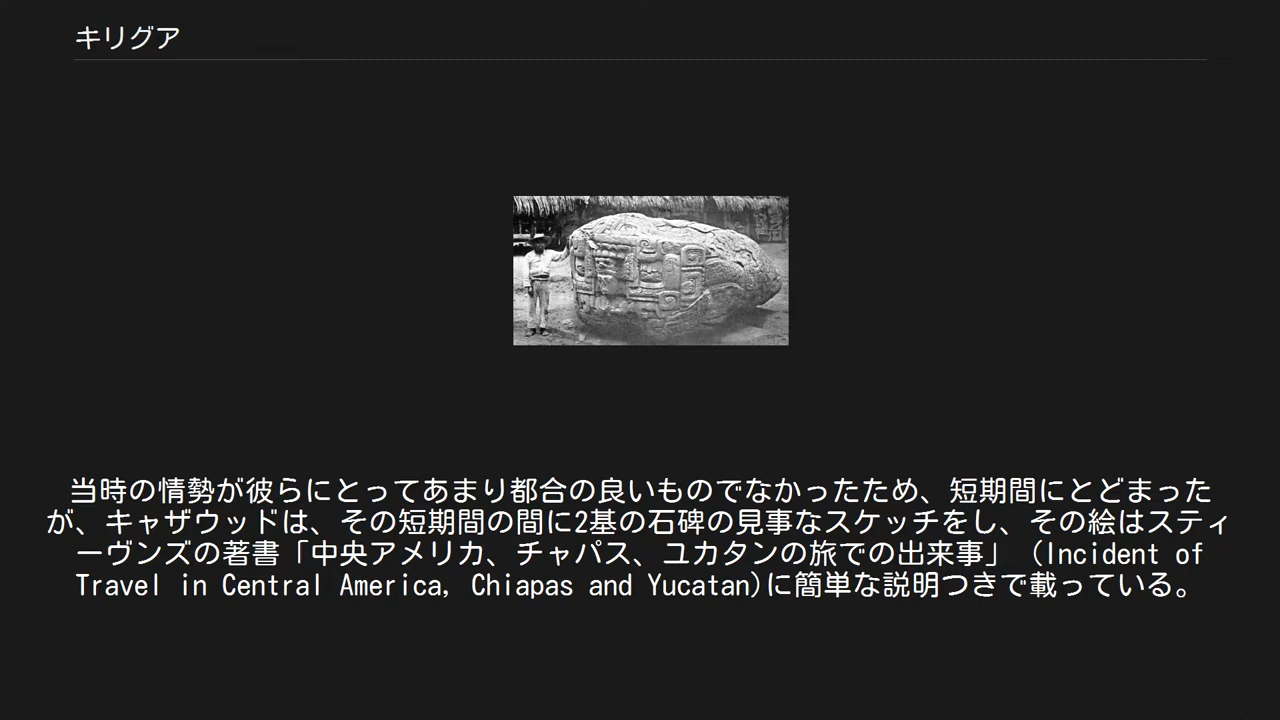 キリグア
当時の情勢が彼らにとってあまり都合の良いものでなかったため、短期間にとどまった
が、キャザウッドは、その短期間の間に2基の石碑の見事なスケッチをし、その絵はスティ
ーヴンズの著書「中央アメリカ、チャパス、ユカタンの旅での出来事」（Incident of
Travel in Central America, Chiapas and Yucatan)に簡単な説明つきで載っている。